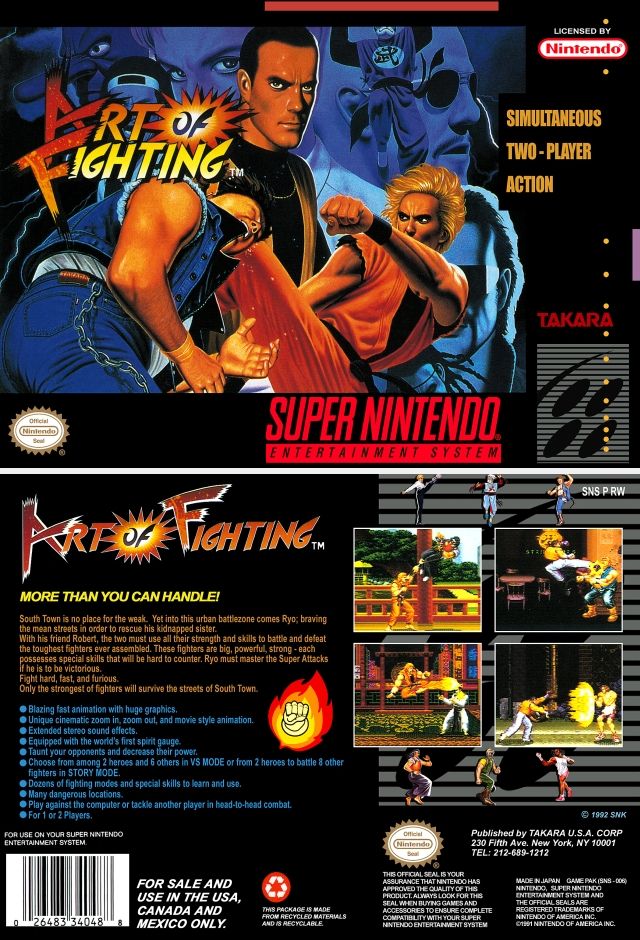 LICENSED BY
Nintendo®
ART OF
FIGHTING™
SIMULTANEOUS
TWO-PLAYER
ACTION
TAKARA
Official
Nintendo
Seal
®
SUPER NINTENDO®
ENTERTAINMENT SYSTEM
SNS P RW
ART OF FIGHTING™
MORE THAN YOU CAN HANDLE!
South Town is no place for the weak. Yet into this urban battlezone comes Ryo; braving
the mean streets in order to rescue his kidnapped sister.
With his friend Robert, the two must use all their strength and skills to battle and defeat
the toughest fighters ever assembled. These fighters are big, powerful, strong - each
possesses special skills that will be hard to counter. Ryo must master the Super Attacks
if he is to be victorious.
Fight hard, fast, and furious.
Only the strongest of fighters will survive the streets of South Town.
● Blazing fast animation with huge graphics.
● Unique cinematic zoom in, zoom out, and movie style animation.
● Extended stereo sound effects.
● Equipped with the world's first spirit gauge.
● Taunt your opponents and decrease their power.
● Choose from among 2 heroes and 6 others in VS MODE or from 2 heroes to battle 8 other
fighters in STORY MODE.
● Dozens of fighting modes and special skills to learn and use.
● Many dangerous locations.
● Play against the computer or tackle another player in head-to-head combat.
● For 1 or 2 Players.
© 1992 SNK
FOR USE ON YOUR SUPER NINTENDO
ENTERTAINMENT SYSTEM.
0 26483 34048 8
FOR SALE AND
USE IN THE USA,
CANADA AND
MEXICO ONLY.
THIS PACKAGE IS MADE
FROM RECYCLED MATERIALS
AND IS RECYCLABLE.
Official
Nintendo
Seal
®
Published by TAKARA U.S.A. CORP
230 Fifth Ave. New York, NY 10001
TEL: 212-689-1212
THIS OFFICIAL SEAL IS YOUR
ASSURANCE THAT NINTENDO HAS
APPROVED THE QUALITY OF THIS
PRODUCT. ALWAYS LOOK FOR THIS
SEAL WHEN BUYING GAMES AND
ACCESSORIES TO ENSURE COMPLETE
COMPATIBILITY WITH YOUR SUPER
NINTENDO ENTERTAINMENT SYSTEM
MADE IN JAPAN GAME PAK (SNS - 006)
NINTENDO, SUPER NINTENDO
ENTERTAINMENT SYSTEM AND
THE OFFICIAL SEALS ARE
REGISTERED TRADEMARKS OF
NINTENDO OF AMERICA INC.
©1991 NINTENDO OF AMERICA INC.